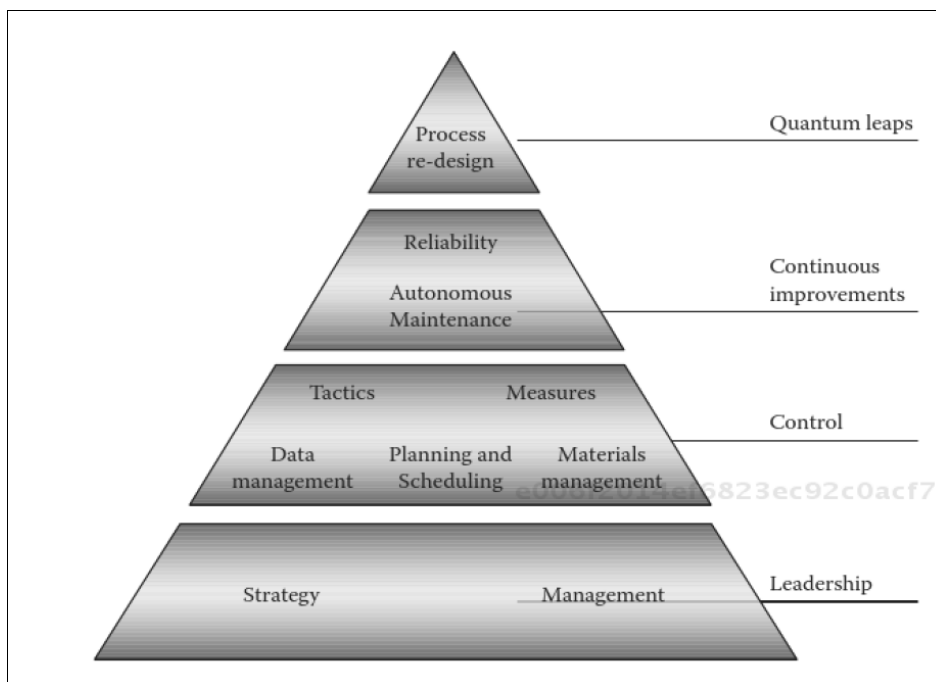 Process
re-design
Quantum leaps
Reliability
Autonomous
Maintenance
Continuous
improvements
Tactics
Measures
Control
Data
management
Planning and
Scheduling
Materials
management
Strategy
Management
Leadership